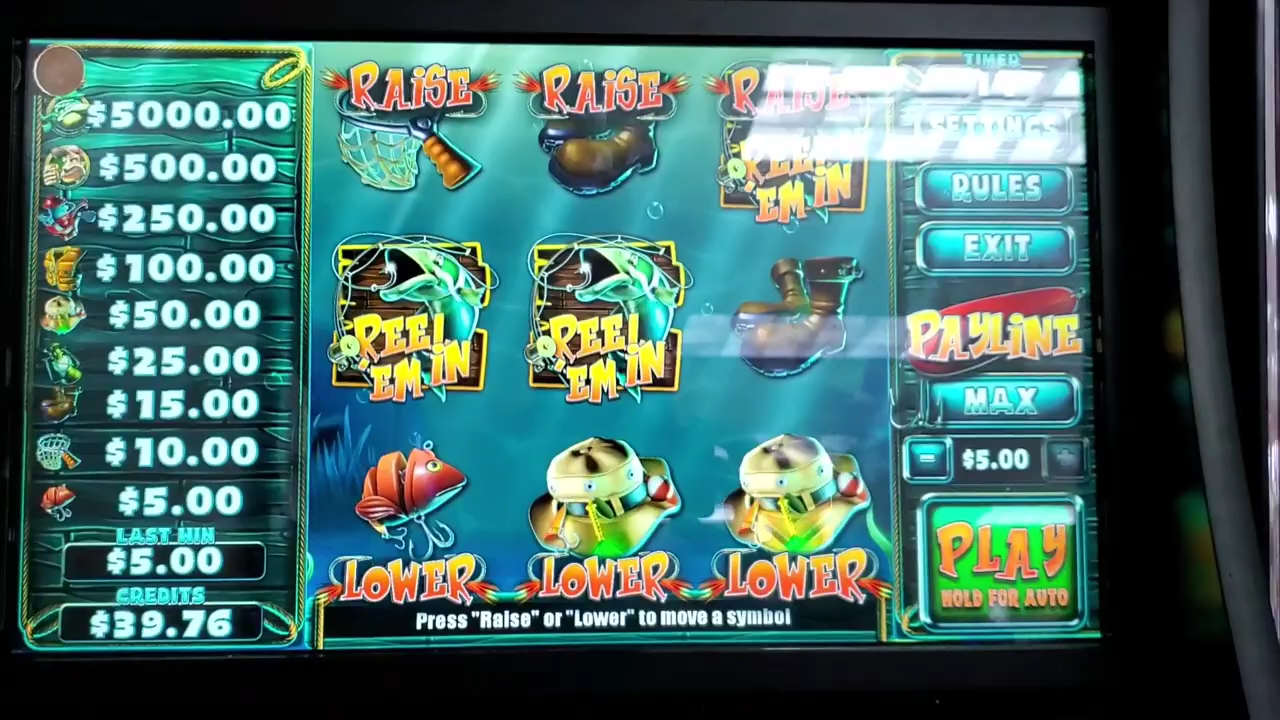 $5000.00
$500.00
$250.00
$100.00
$50.00
$25.00
$15.00
$10.00
$5.00
LAST WIN
$5.00
CREDITS
$39.76
RAISE
RAISE
RAISE
REEL
'EM IN
REEL
'EM IN
REEL
'EM IN
LOWER
LOWER
LOWER
Press "Raise" or "Lower" to move a symbol
TIMER
SETTINGS
RULES
EXIT
PAYLINE
MAX
- $5.00 +
PLAY
HOLD FOR AUTO